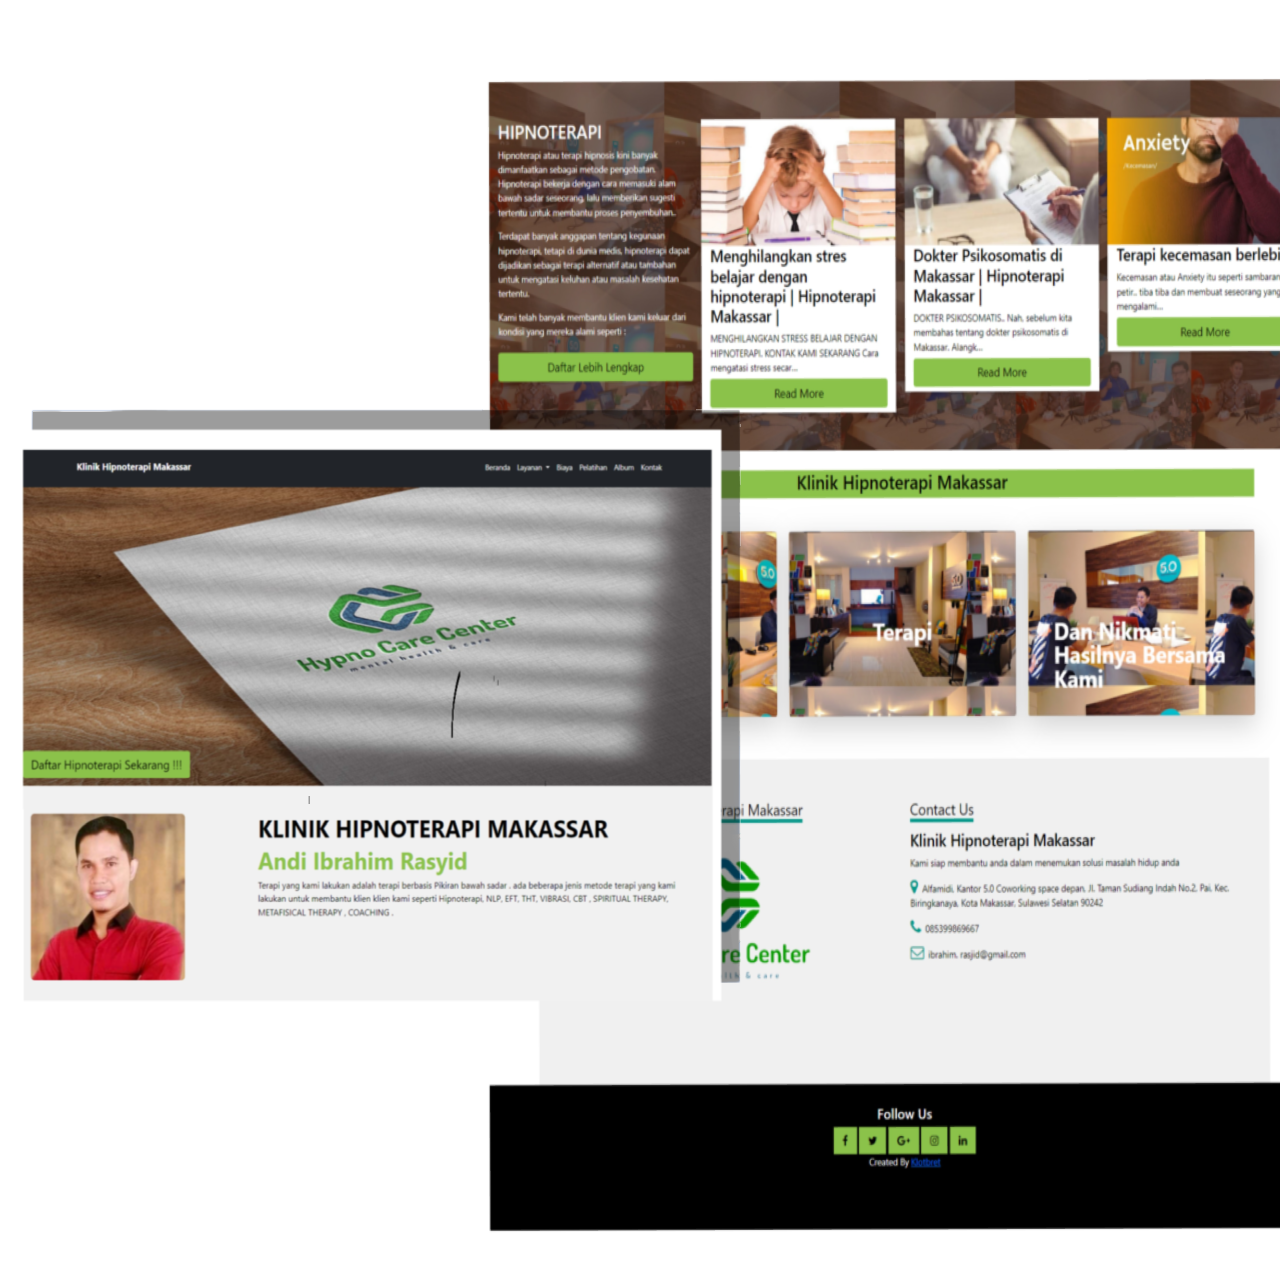 HIPNOTERAPI
Hipnoterapi atau terapi hipnosis kini banyak
dimanfaatkan sebagai metode pengobatan.
Hipnoterapi bekerja dengan cara memasuki alam
bawah sadar seseorang, lalu memberikan sugesti
tertentu untuk membantu proses penyembuhan.
Terdapat banyak anggapan tentang kegunaan
hipnoterapi, tetapi di dunia medis, hipnoterapi dapat
dijadikan sebagai terapi alternatif atau tambahan
untuk mengatasi keluhan atau masalah kesehatan
tertentu.
Kami telah banyak membantu klien kami keluar dari
kondisi yang mereka alami seperti :
Daftar Lebih Lengkap
Menghilangkan stres
belajar dengan
hipnoterapi | Hipnoterapi
Makassar |
MENGHILANGKAN STRESS BELAJAR DENGAN
HIPNOTERAPI. KONTAK KAMI SEKARANG Cara
mengatasi stress secar...
Read More
Dokter Psikosomatis di
Makassar | Hipnoterapi
Makassar |
DOKTER PSIKOSOMATIS.. Nah, sebelum kita
membahas tentang dokter psikosomatis di
Makassar. Alangk...
Read More
Anxiety
/Kecemasan/
Terapi kecemasan berlebi
Kecemasan atau Anxiety itu seperti sambaran
petir.. tiba tiba dan membuat seseorang yang
mengalami...
Read More
Klinik Hipnoterapi Makassar
Beranda Layanan Biaya Pelatihan Album Kontak
Hypno Care Center
mental health & care
Daftar Hipnoterapi Sekarang !!!
KLINIK HIPNOTERAPI MAKASSAR
Andi Ibrahim Rasyid
Terapi yang kami lakukan adalah terapi berbasis Pikiran bawah sadar . ada beberapa jenis metode terapi yang kami
lakukan untuk membantu klien klien kami seperti Hipnoterapi, NLP, EFT, THT, VIBRASI, CBT , SPIRITUAL THERAPY,
METAFISICAL THERAPY , COACHING .
Klinik Hipnoterapi Makassar
5.0
Terapi
5.0
Dan Nikmati
Hasilnya Bersama
Kami
rapi Makassar
re Center
lth & care
Contact Us
Klinik Hipnoterapi Makassar
Kami siap membantu anda dalam menemukan solusi masalah hidup anda
Alfamidi, Kantor 5.0 Coworking space depan, Jl. Taman Sudiang Indah No.2, Pai, Kec.
Biringkanaya, Kota Makassar, Sulawesi Selatan 90242
085399869667
ibrahim. rasjid@gmail.com
Follow Us
Created By Klotbret